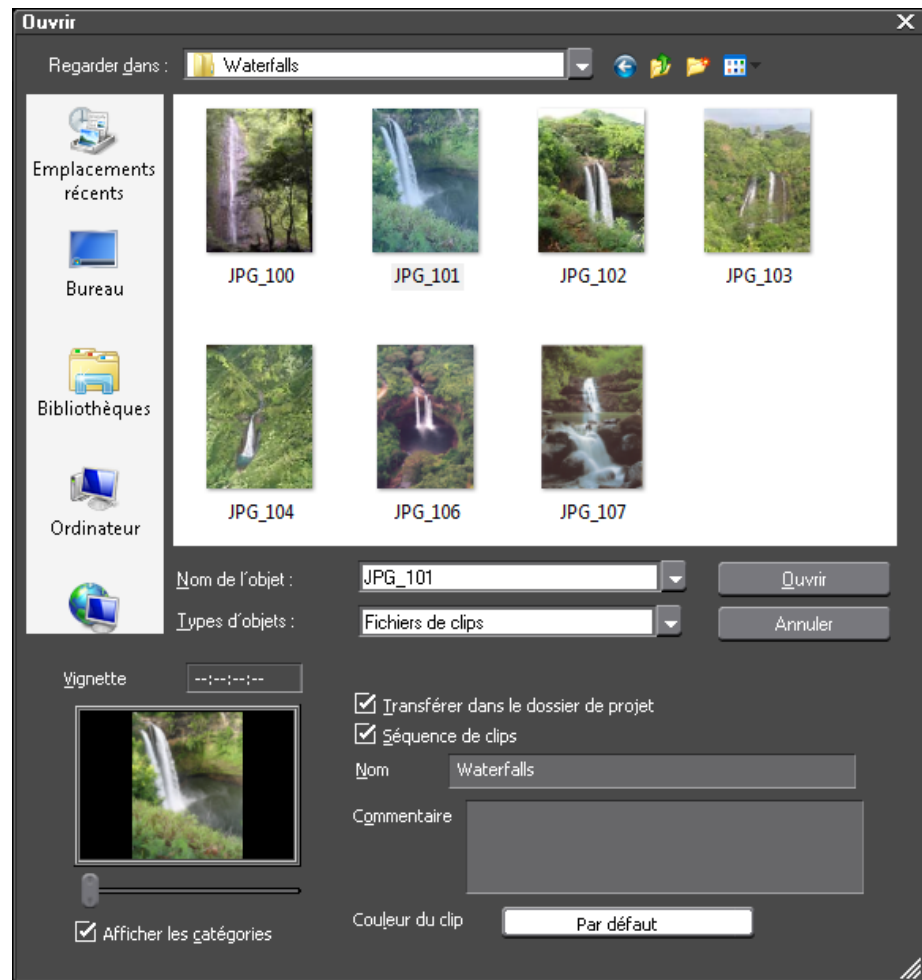 Ouvrir
Regarder dans :
Waterfalls
Emplacements
récents
Bureau
Bibliothèques
Ordinateur
JPG_100
JPG_101
JPG_102
JPG_103
JPG_104
JPG_106
JPG_107
Nom de l'objet :
JPG_101
Ouvrir
Types d'objets :
Fichiers de clips
Annuler
Vignette
--:--:--:--
Transférer dans le dossier de projet
Séquence de clips
Nom
Waterfalls
Commentaire
Afficher les catégories
Couleur du clip
Par défaut